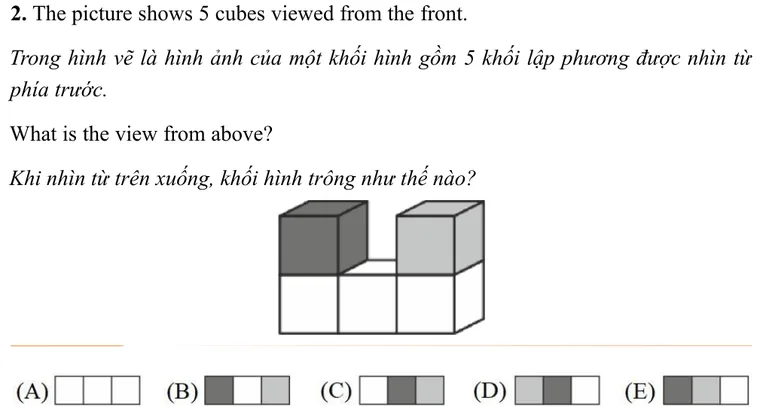 2. The picture shows 5 cubes viewed from the front.
Trong hình vẽ là hình ảnh của một khối hình gồm 5 khối lập phương được nhìn từ
phía trước.
What is the view from above?
Khi nhìn từ trên xuống, khối hình trông như thế nào?
(A) (B) (C) (D) (E)